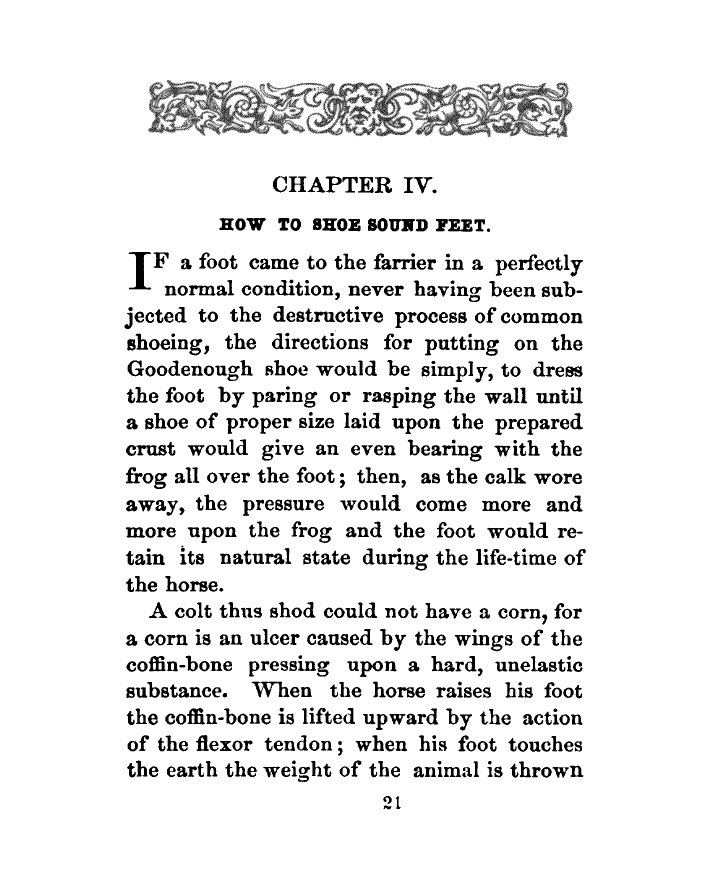 CHAPTER IV.
HOW TO SHOE SOUND FEET.
IF a foot came to the farrier in a perfectly
normal condition, never having been sub-
jected to the destructive process of common
shoeing, the directions for putting on the
Goodenough shoe would be simply, to dress
the foot by paring or rasping the wall until
a shoe of proper size laid upon the prepared
crust would give an even bearing with the
frog all over the foot; then, as the calk wore
away, the pressure would come more and
more upon the frog and the foot would re-
tain its natural state during the life-time of
the horse.
A colt thus shod could not have a corn, for
a corn is an ulcer caused by the wings of the
coffin-bone pressing upon a hard, unelastic
substance. When the horse raises his foot
the coffin-bone is lifted upward by the action
of the flexor tendon; when his foot touches
the earth the weight of the animal is thrown
21